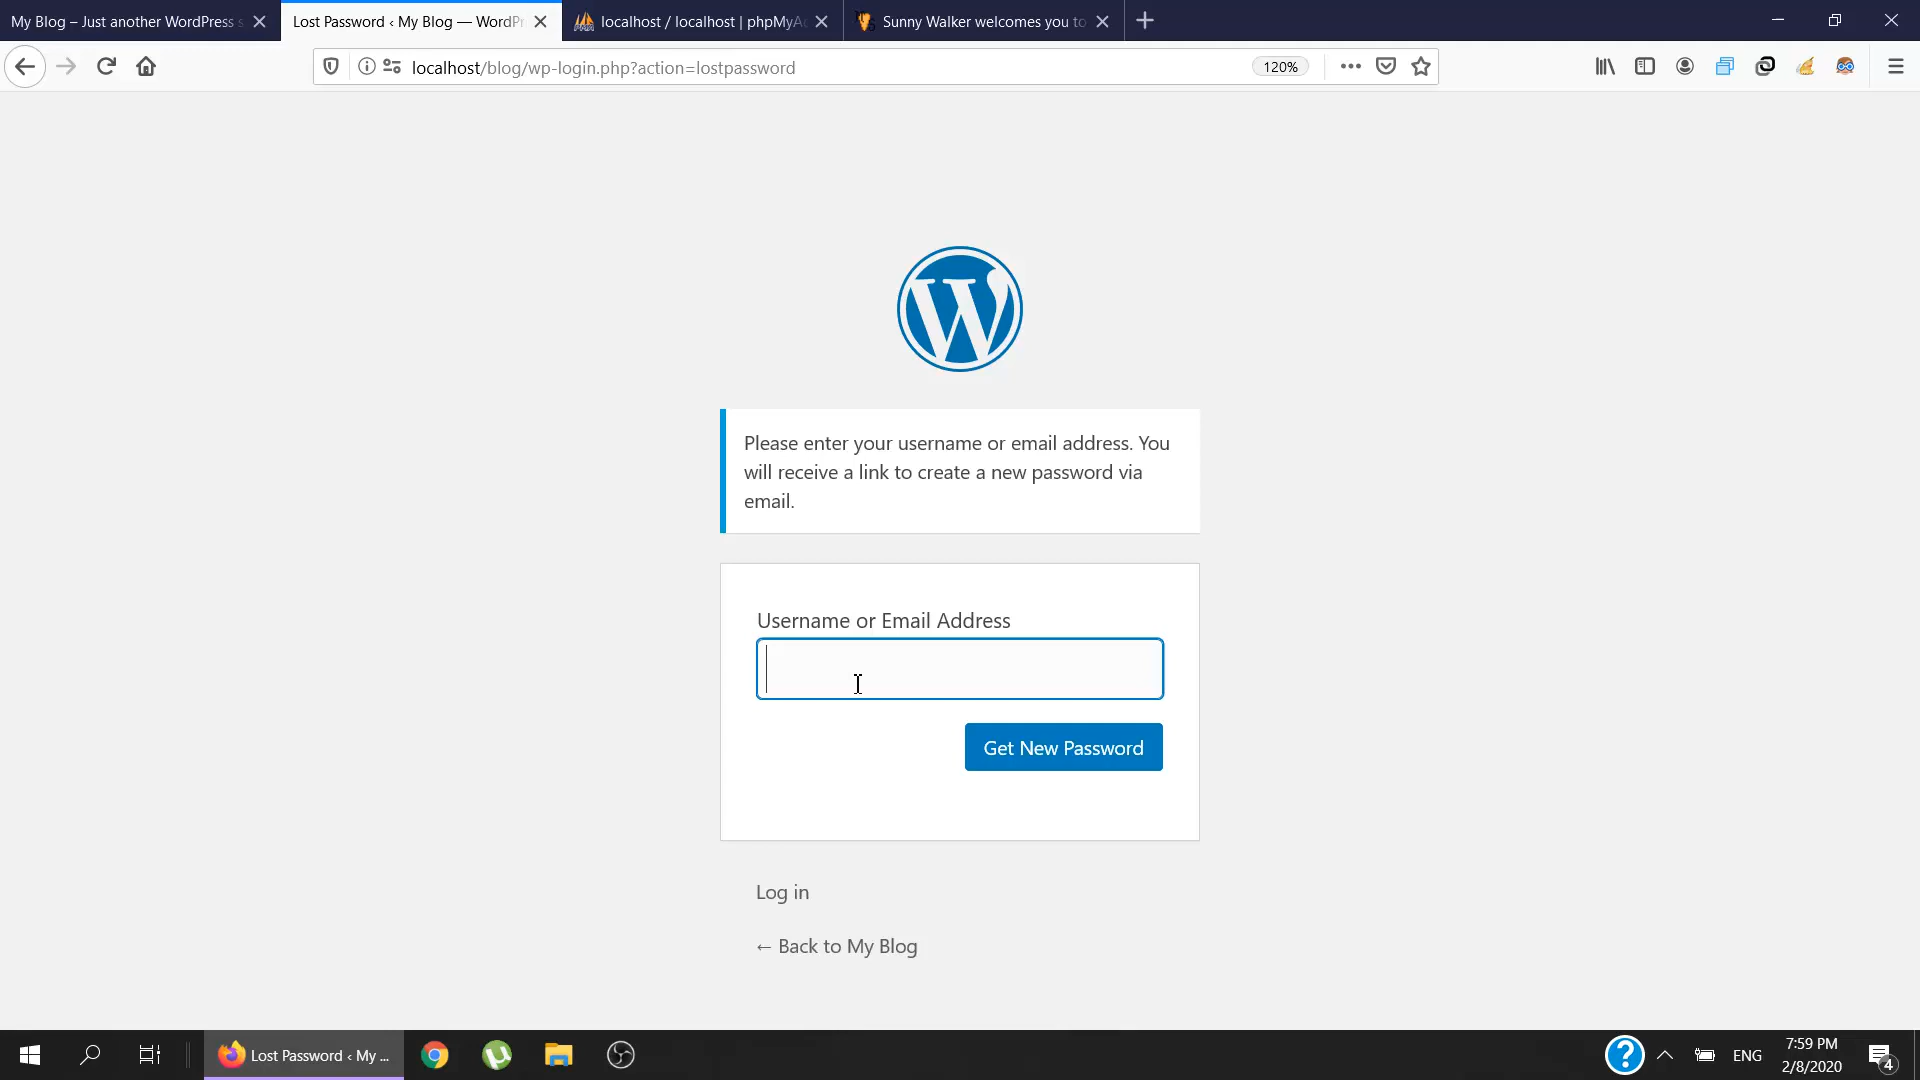 My Blog – Just another WordPress s
Lost Password ‹ My Blog — WordPr
localhost / localhost | phpMyA
Sunny Walker welcomes you to
localhost/blog/wp-login.php?action=lostpassword
120%
Please enter your username or email address. You
will receive a link to create a new password via
email.
Username or Email Address
Get New Password
Log in
← Back to My Blog
Lost Password ‹ My ...
ENG
7:59 PM
2/8/2020
4